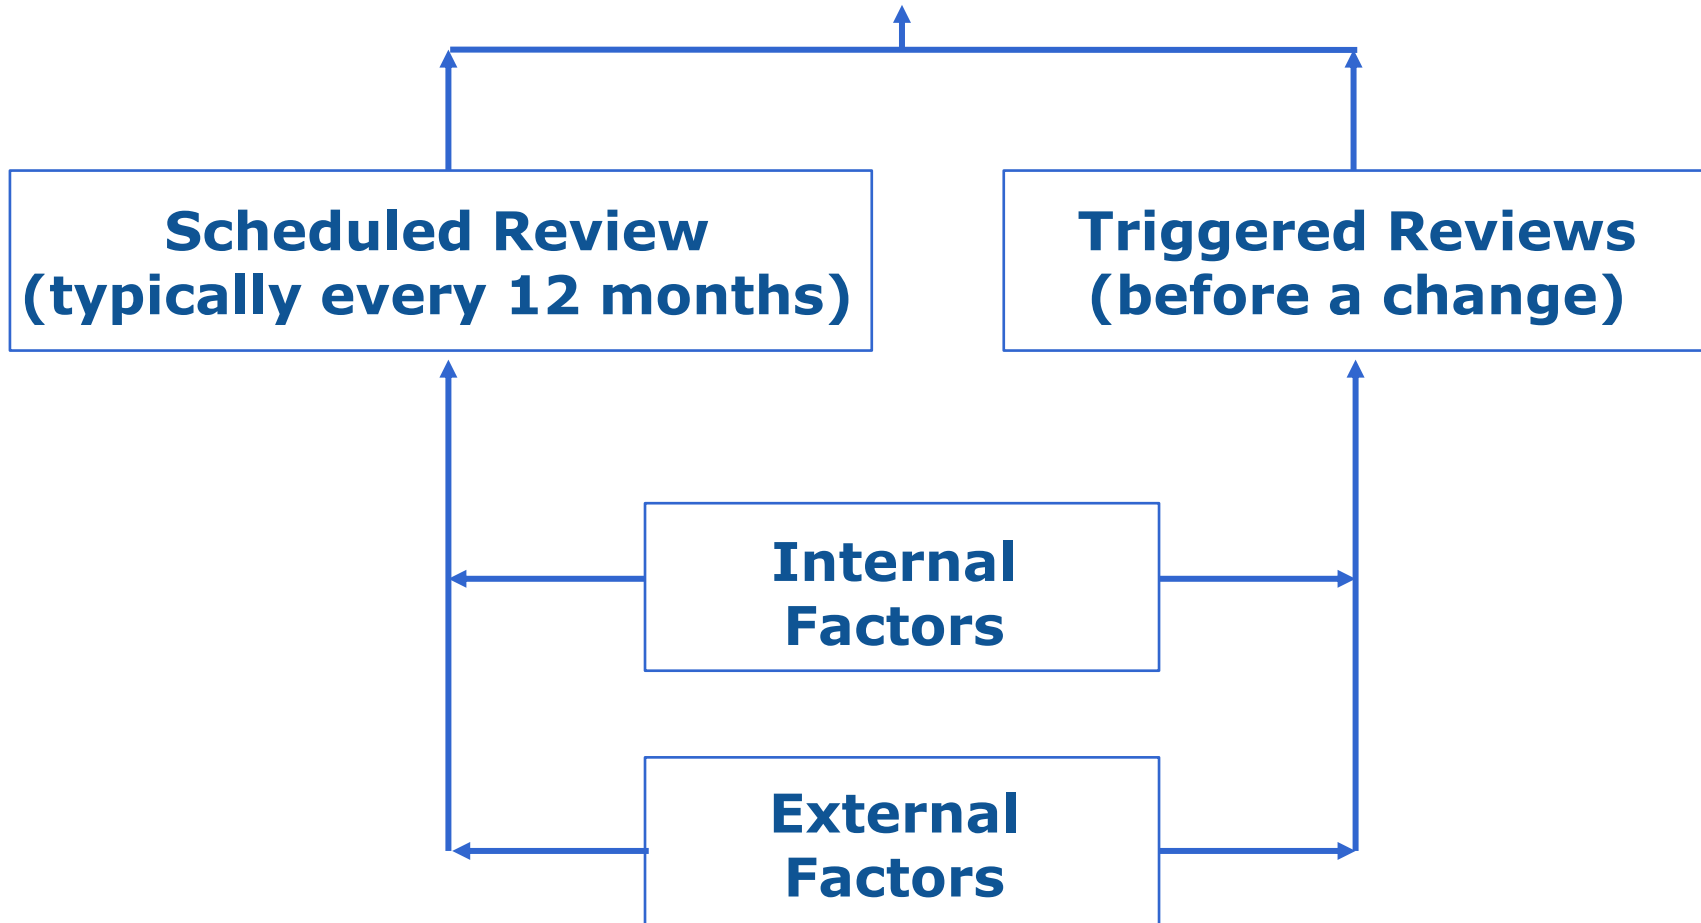 Scheduled Review
(typically every 12 months)
Triggered Reviews
(before a change)
Internal
Factors
External
Factors